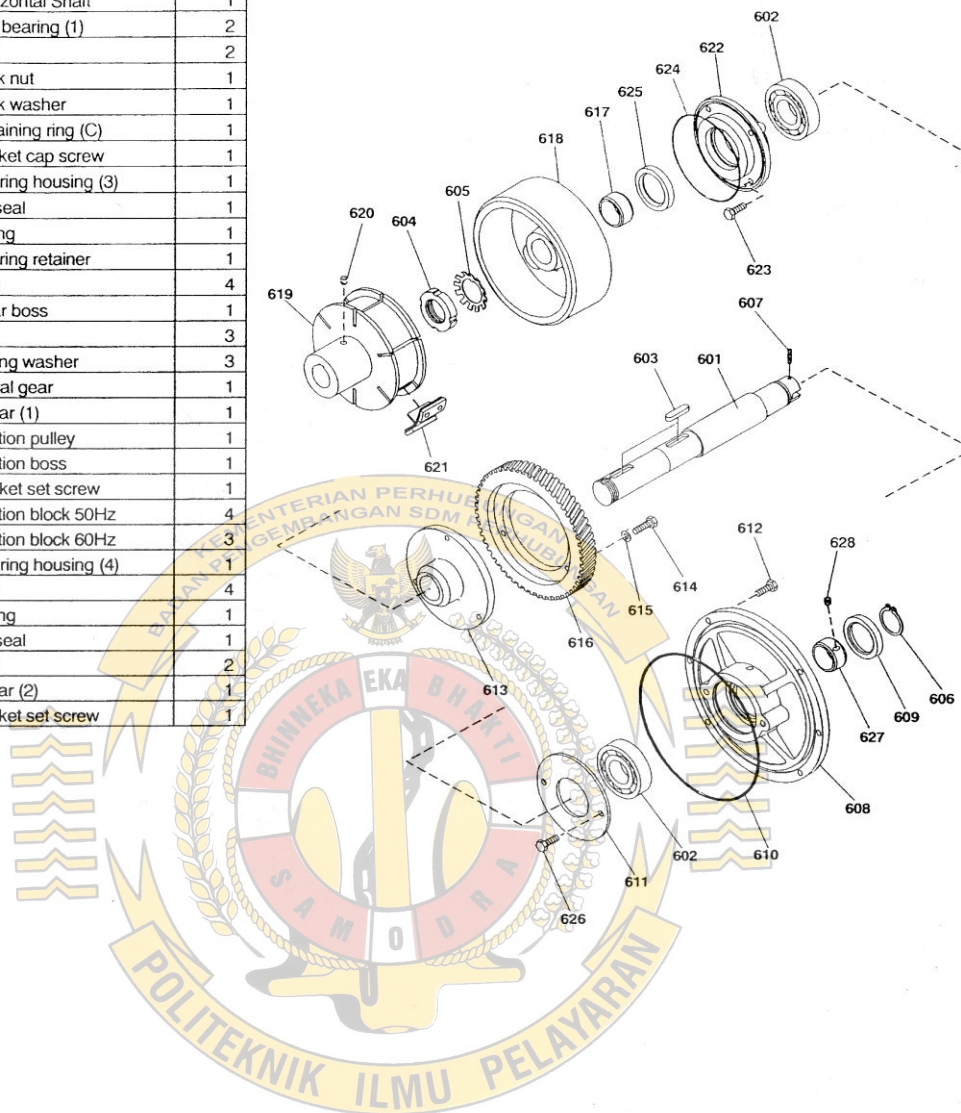 izontal Shaft 1
bearing (1) 2
2
k nut 1
k washer 1
aining ring (C) 1
ket cap screw 1
ring housing (3) 1
seal 1
ng 1
ring retainer 1
4
ar boss 1
3
ng washer 3
al gear 1
ar (1) 1
tion pulley 1
tion boss 1
ket set screw 1
tion block 50Hz 4
tion block 60Hz 3
ring housing (4) 1
4
ng 1
seal 1
2
ar (2) 1
ket set screw 1
602
622
624
625
617
618
605
604
620
619
621
623
607
603
601
612
628
614
615
616
613
606
609
627
608
610
602
611
626
KEMENTERIAN PERHUBUNGAN
BADAN PENGEMBANGAN SDM PERHUBUNGAN
BHINNEKA EKA BHAKTI
SAMODRA
POLITEKNIK ILMU PELAYARAN